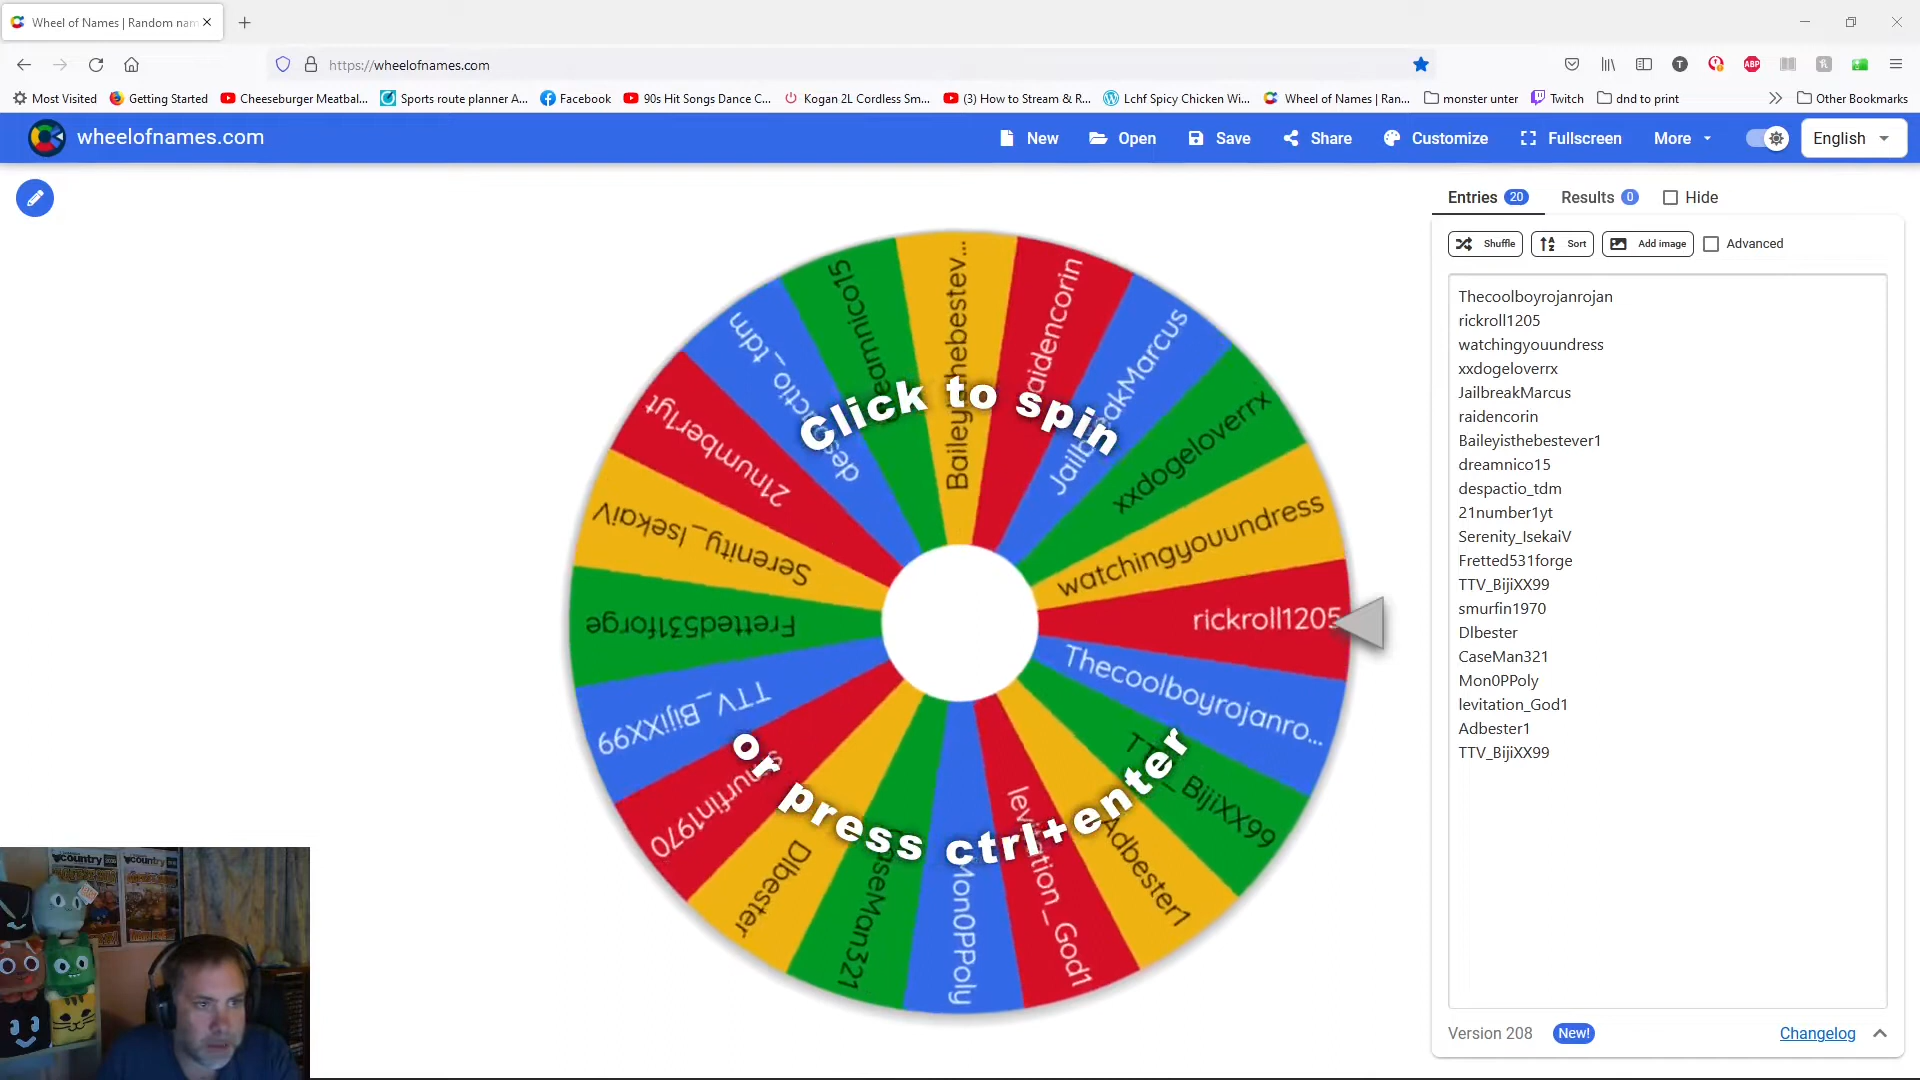 Wheel of Names | Random nam
https://wheelofnames.com
Most Visited
Getting Started
Cheeseburger Meatbal...
Sports route planner A...
Facebook
90s Hit Songs Dance C...
Kogan 2L Cordless Sm...
(3) How to Stream & R...
Lchf Spicy Chicken Wi...
Wheel of Names | Ran...
monster unter
Twitch
dnd to print
Other Bookmarks
ABP
wheelofnames.com
New
Open
Save
Share
Customize
Fullscreen
More
English
Entries 20
Results 0
Hide
Shuffle
Sort
Add image
Advanced
Thecoolboyrojanrojan
rickroll1205
watchingyouundress
xxdogeloverrx
JailbreakMarcus
raidencorin
Baileyisthebestever1
dreamnico15
despactio_tdm
21number1yt
Serenity_IsekaiV
Fretted531forge
TTV_BijiXX99
smurfin1970
Dlbester
CaseMan321
Mon0PPoly
levitation_God1
Adbester1
TTV_BijiXX99
Version 208
New!
Changelog
Click to spin
or press ctrl+enter
rickroll1205
watchingyouundress
xxdogeloverrx
21number1yt
Serenity_IsekaiV
Fretted531forge
TTV_BijiXX99
Dlbester
Mon0PPoly
Adbester1
Thecoolboyrojanro...
country
country